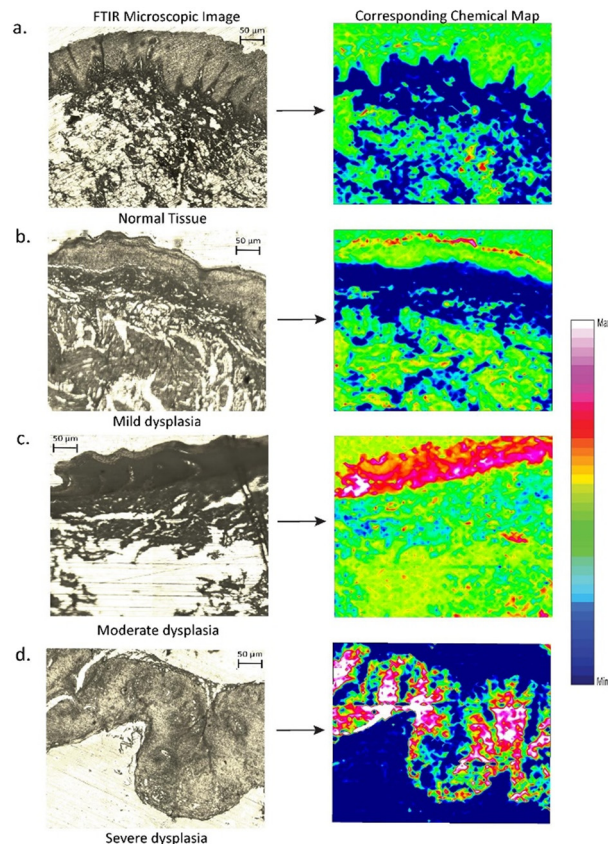 FTIR Microscopic Image
Corresponding Chemical Map
a.
50 µm
Normal Tissue
b.
50 µm
Mild dysplasia
c.
50 µm
Moderate dysplasia
d.
50 µm
Severe dysplasia
Max
Min